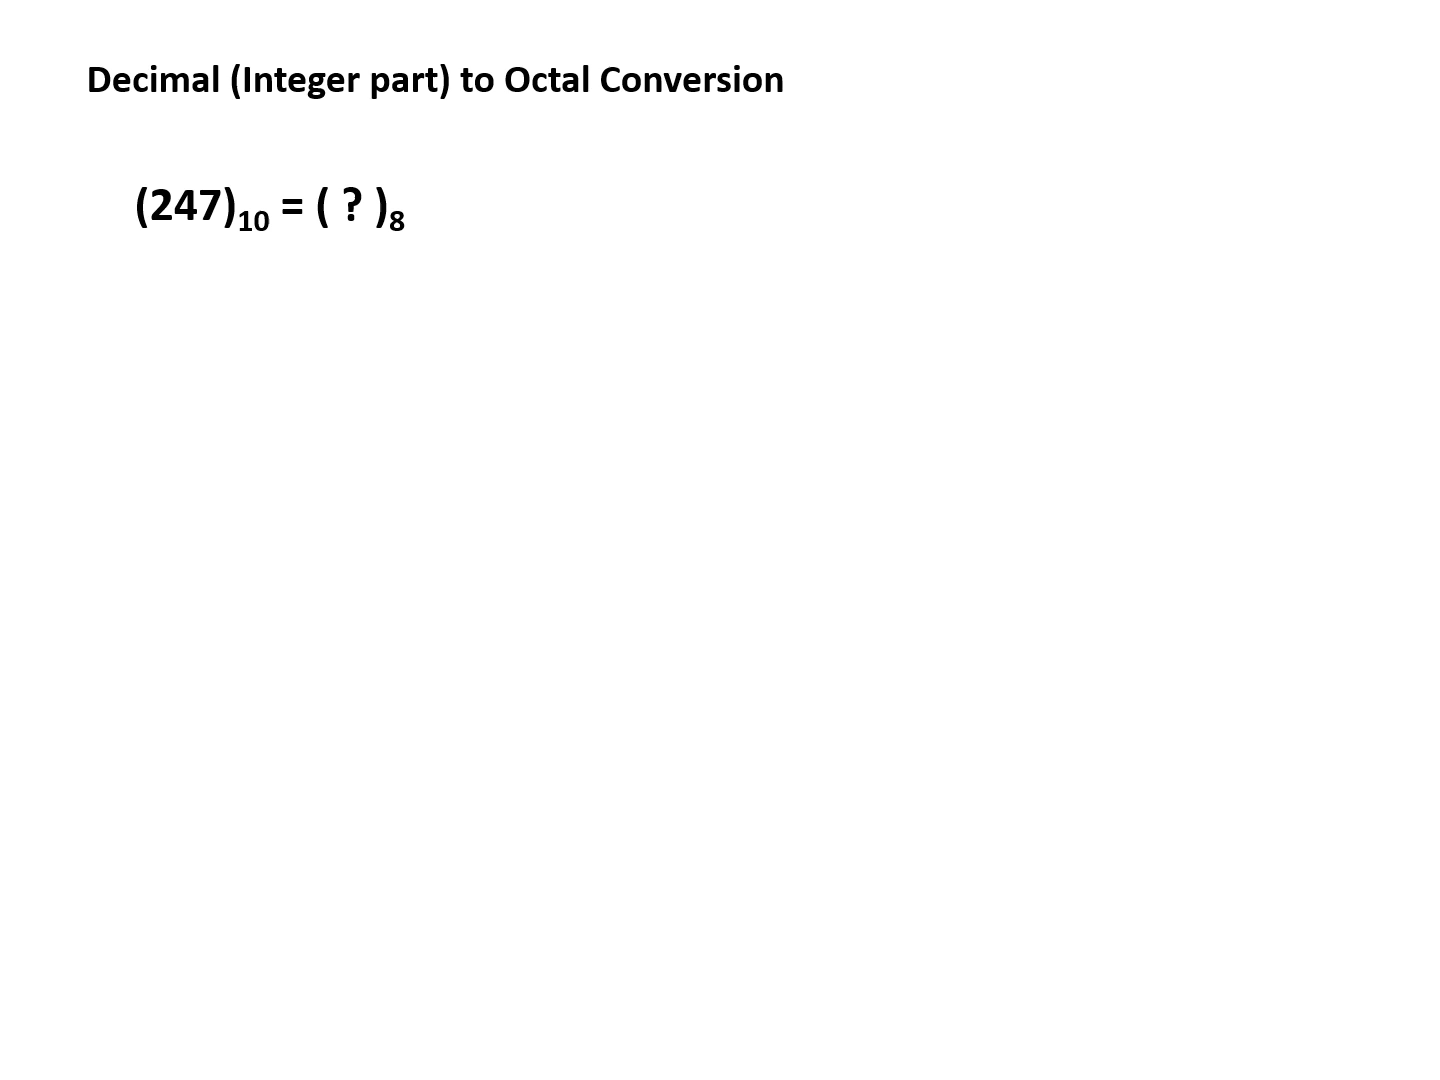 Decimal (Integer part) to Octal Conversion
(247)₁₀ = ( ? )₈